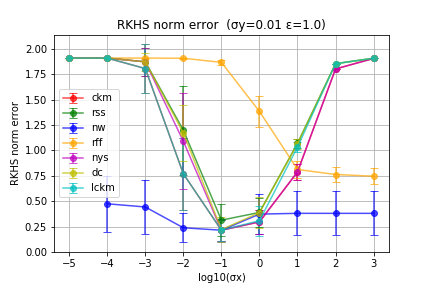 RKHS norm error (σy=0.01 ε=1.0)
2.00
1.75
1.50
1.25
1.00
0.75
0.50
0.25
0.00
RKHS norm error
ckm
rss
nw
rff
nys
dc
lckm
−5 −4 −3 −2 −1 0 1 2 3
log10(σx)